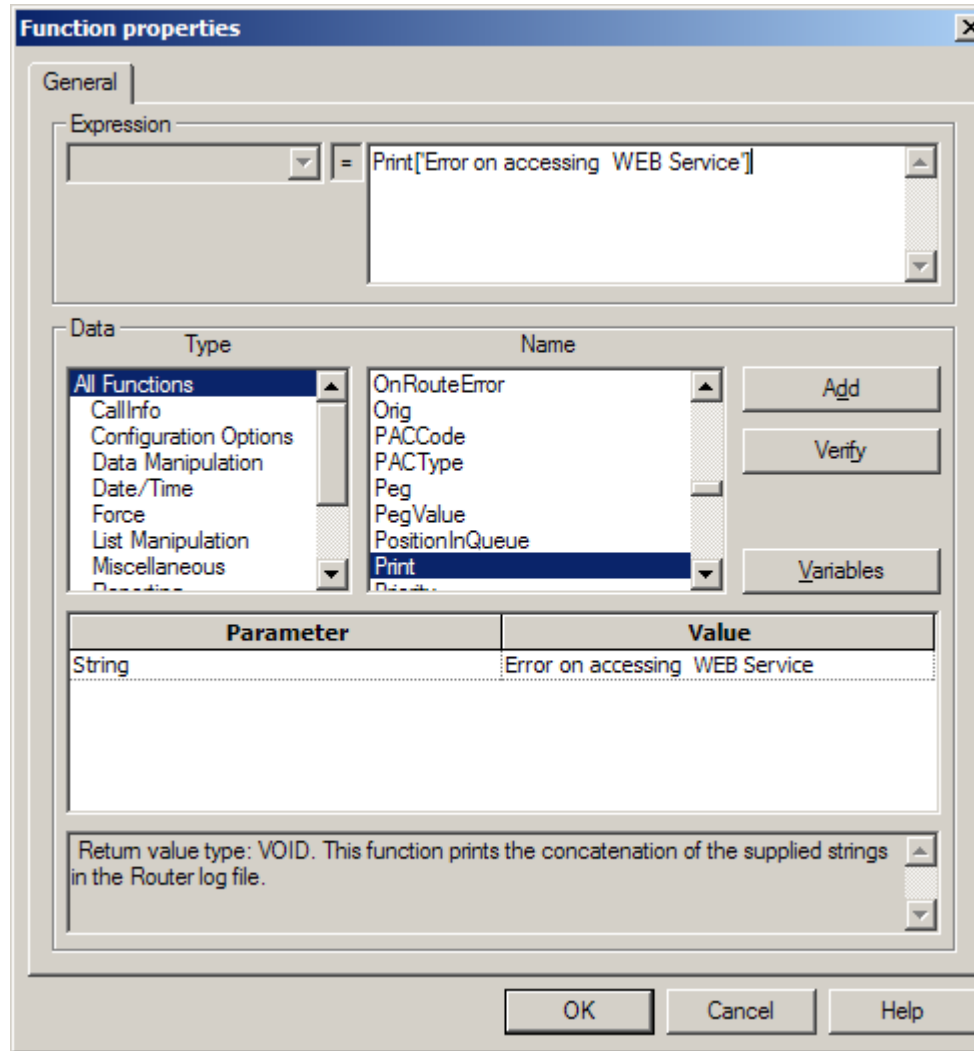 Function properties
General
Expression
= Print['Error on accessing  WEB Service']
Data
Type
Name
All Functions
CallInfo
Configuration Options
Data Manipulation
Date/Time
Force
List Manipulation
Miscellaneous
OnRouteError
Orig
PACCode
PACType
Peg
PegValue
PositionInQueue
Print
Priority
Add
Verify
Variables
Parameter
Value
String
Error on accessing  WEB Service
Return value type: VOID. This function prints the concatenation of the supplied strings
in the Router log file.
OK
Cancel
Help